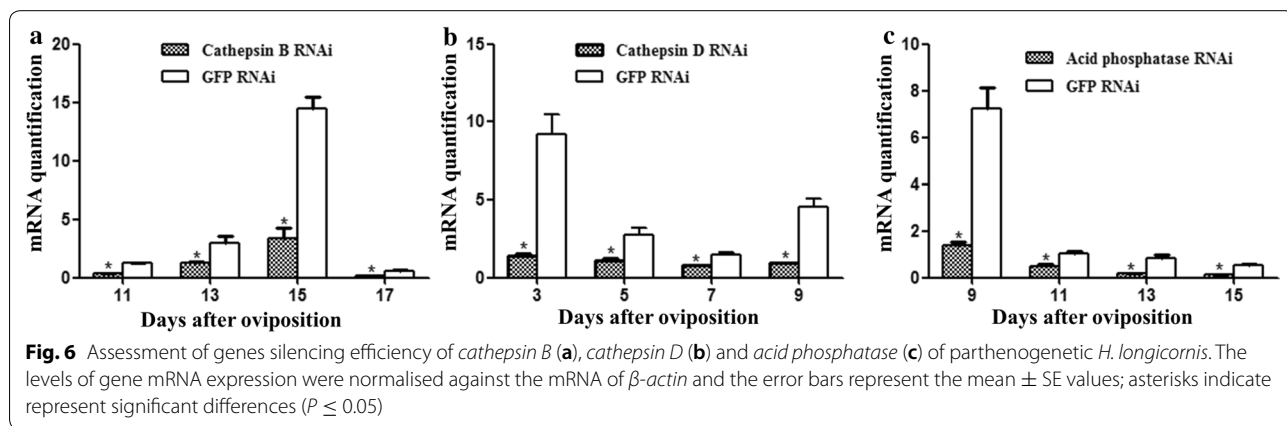 a
20
15
10
5
0
mRNA quantification
Cathepsin B RNAi
GFP RNAi
* * * *
11 13 15 17
Days after oviposition
b
15
10
5
0
mRNA quantification
Cathepsin D RNAi
GFP RNAi
* * * *
3 5 7 9
Days after oviposition
c
10
8
6
4
2
0
mRNA quantification
Acid phosphatase RNAi
GFP RNAi
* * * *
9 11 13 15
Days after oviposition
Fig. 6 Assessment of genes silencing efficiency of cathepsin B (a), cathepsin D (b) and acid phosphatase (c) of parthenogenetic H. longicornis. The
levels of gene mRNA expression were normalised against the mRNA of β-actin and the error bars represent the mean ± SE values; asterisks indicate
represent significant differences (P ≤ 0.05)